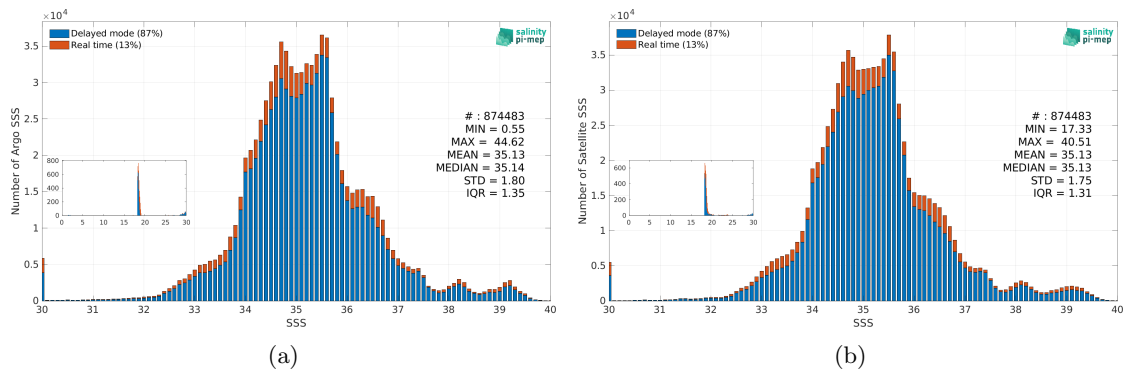 ×10⁴
3.5
3
2.5
2
1.5
1
0.5
0
Number of Argo SSS
Delayed mode (87%)
Real time (13%)
salinity
pi-mep
# : 874483
MIN = 0.55
MAX = 44.62
MEAN = 35.13
MEDIAN = 35.14
STD = 1.80
IQR = 1.35
800
600
400
200
0
0 5 10 15 20 25 30
30 31 32 33 34 35 36 37 38 39 40
SSS
(a)
×10⁴
3.5
3
2.5
2
1.5
1
0.5
0
Number of Satellite SSS
Delayed mode (87%)
Real time (13%)
salinity
pi-mep
# : 874483
MIN = 17.33
MAX = 40.51
MEAN = 35.13
MEDIAN = 35.13
STD = 1.75
IQR = 1.31
600
400
200
0
0 5 10 15 20 25 30
30 31 32 33 34 35 36 37 38 39 40
SSS
(b)